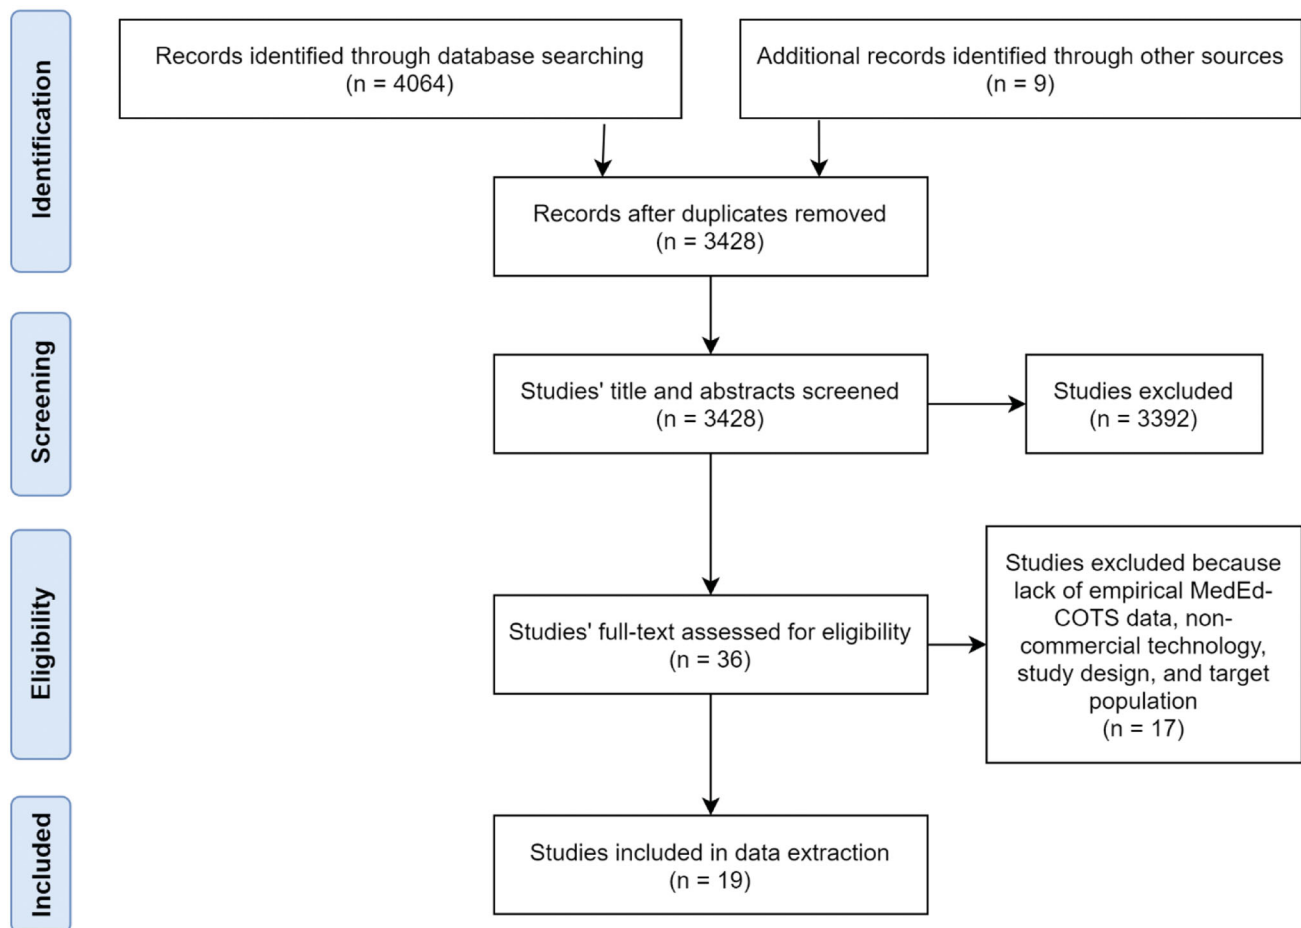 Identification
Records identified through database searching
(n = 4064)
Additional records identified through other sources
(n = 9)
Records after duplicates removed
(n = 3428)
Screening
Studies' title and abstracts screened
(n = 3428)
Studies excluded
(n = 3392)
Eligibility
Studies' full-text assessed for eligibility
(n = 36)
Studies excluded because
lack of empirical MedEd-
COTS data, non-
commercial technology,
study design, and target
population
(n = 17)
Included
Studies included in data extraction
(n = 19)